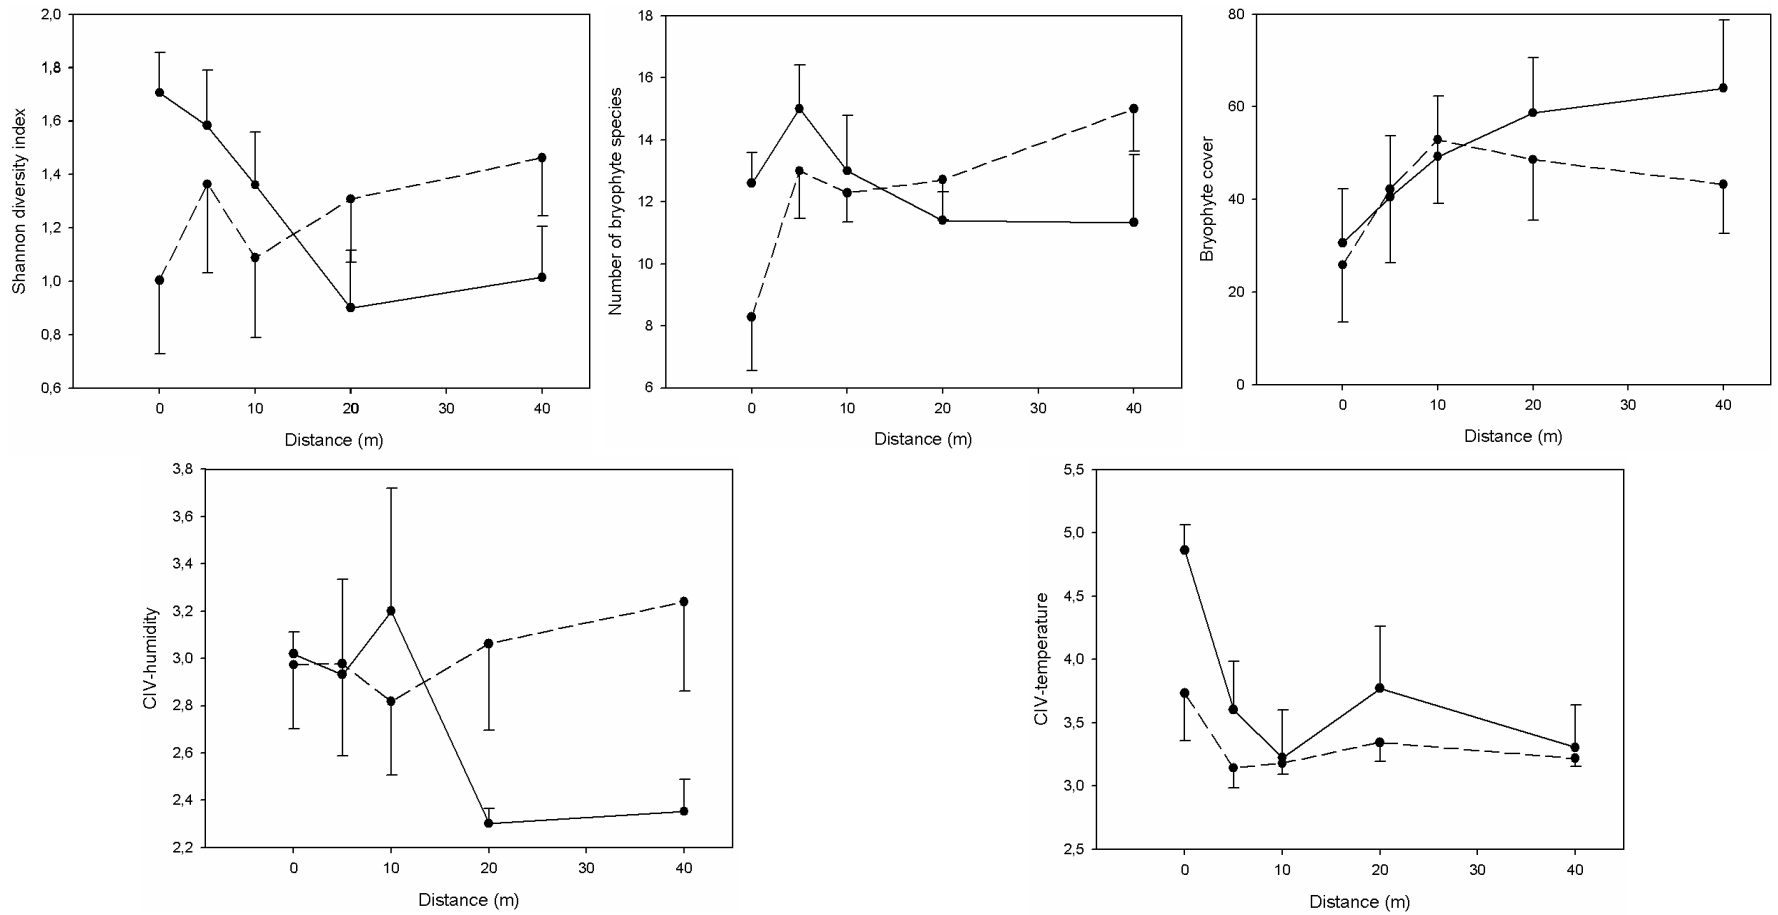 Shannon diversity index
2,0
1,8
1,6
1,4
1,2
1,0
0,8
0,6
0 10 20 30 40
Distance (m)
Number of bryophyte species
18
16
14
12
10
8
6
0 10 20 30 40
Distance (m)
Bryophyte cover
80
60
40
20
0
0 10 20 30 40
Distance (m)
CIV-humidity
3,8
3,6
3,4
3,2
3,0
2,8
2,6
2,4
2,2
0 10 20 30 40
Distance (m)
CIV-temperature
5,5
5,0
4,5
4,0
3,5
3,0
2,5
0 10 20 30 40
Distance (m)